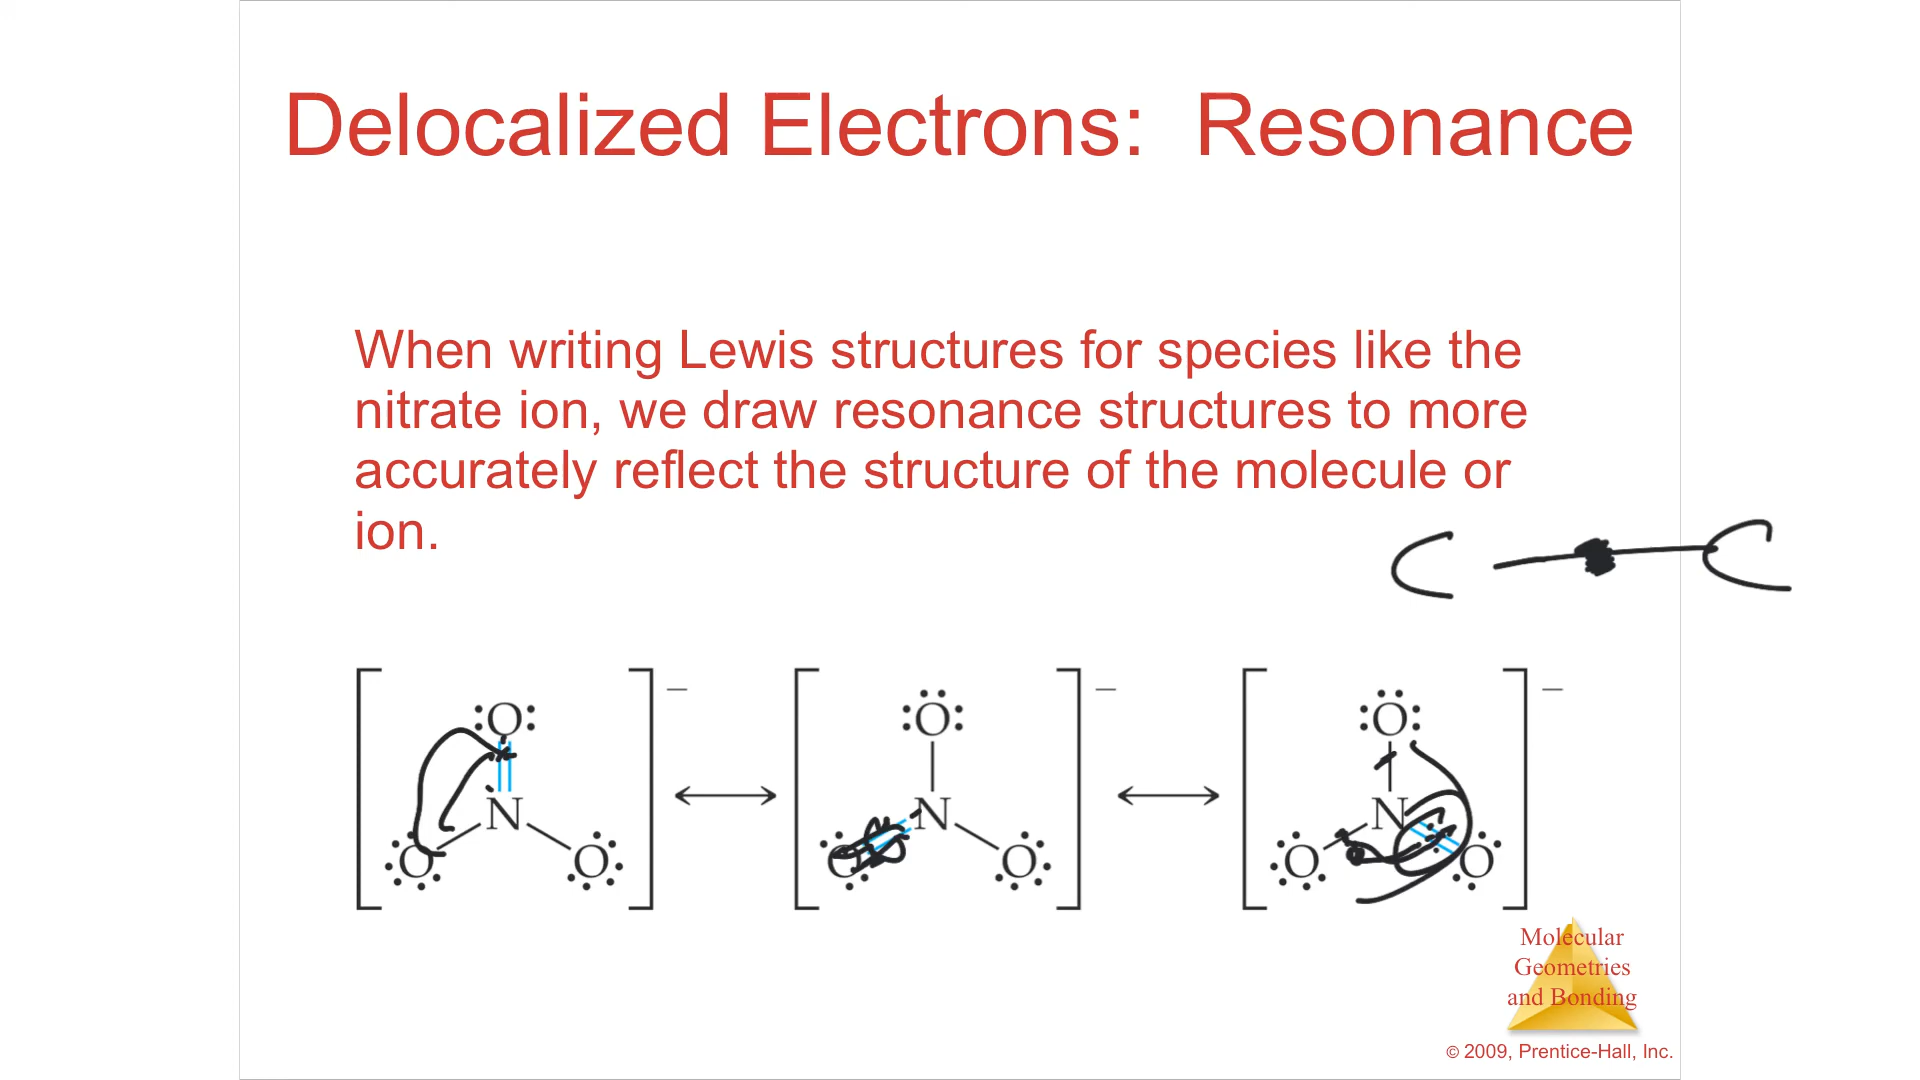 Delocalized Electrons: Resonance
When writing Lewis structures for species like the
nitrate ion, we draw resonance structures to more
accurately reflect the structure of the molecule or
ion.
C C
O O O
N N N
O O O O O O
Molecular
Geometries
and Bonding
© 2009, Prentice-Hall, Inc.